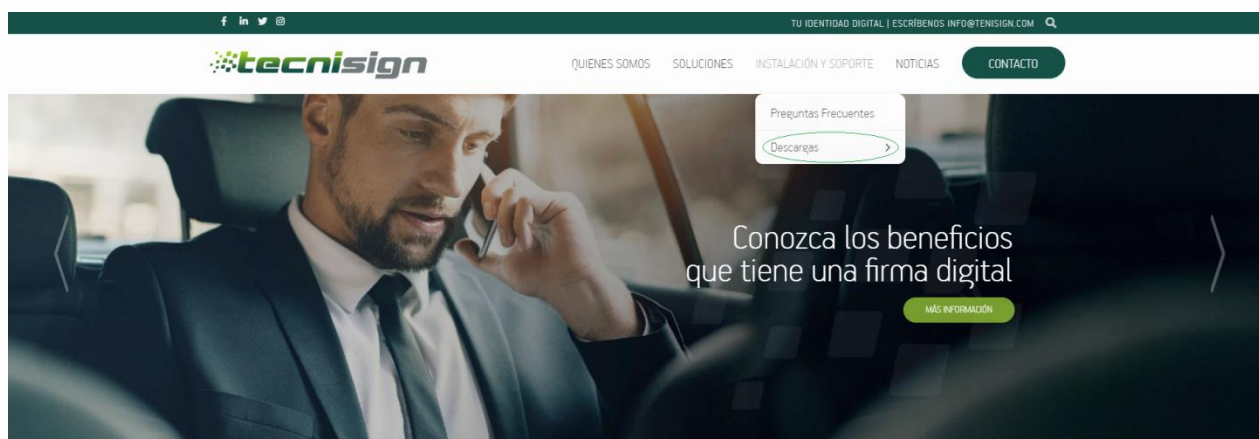 TU IDENTIDAD DIGITAL | ESCRÍBENOS INFO@TENISIGN.COM
tecnisign
QUIENES SOMOS SOLUCIONES INSTALACIÓN Y SOPORTE NOTICIAS CONTACTO
Preguntas Frecuentes
Descargas
Conozca los beneficios
que tiene una firma digital
MÁS INFORMACIÓN